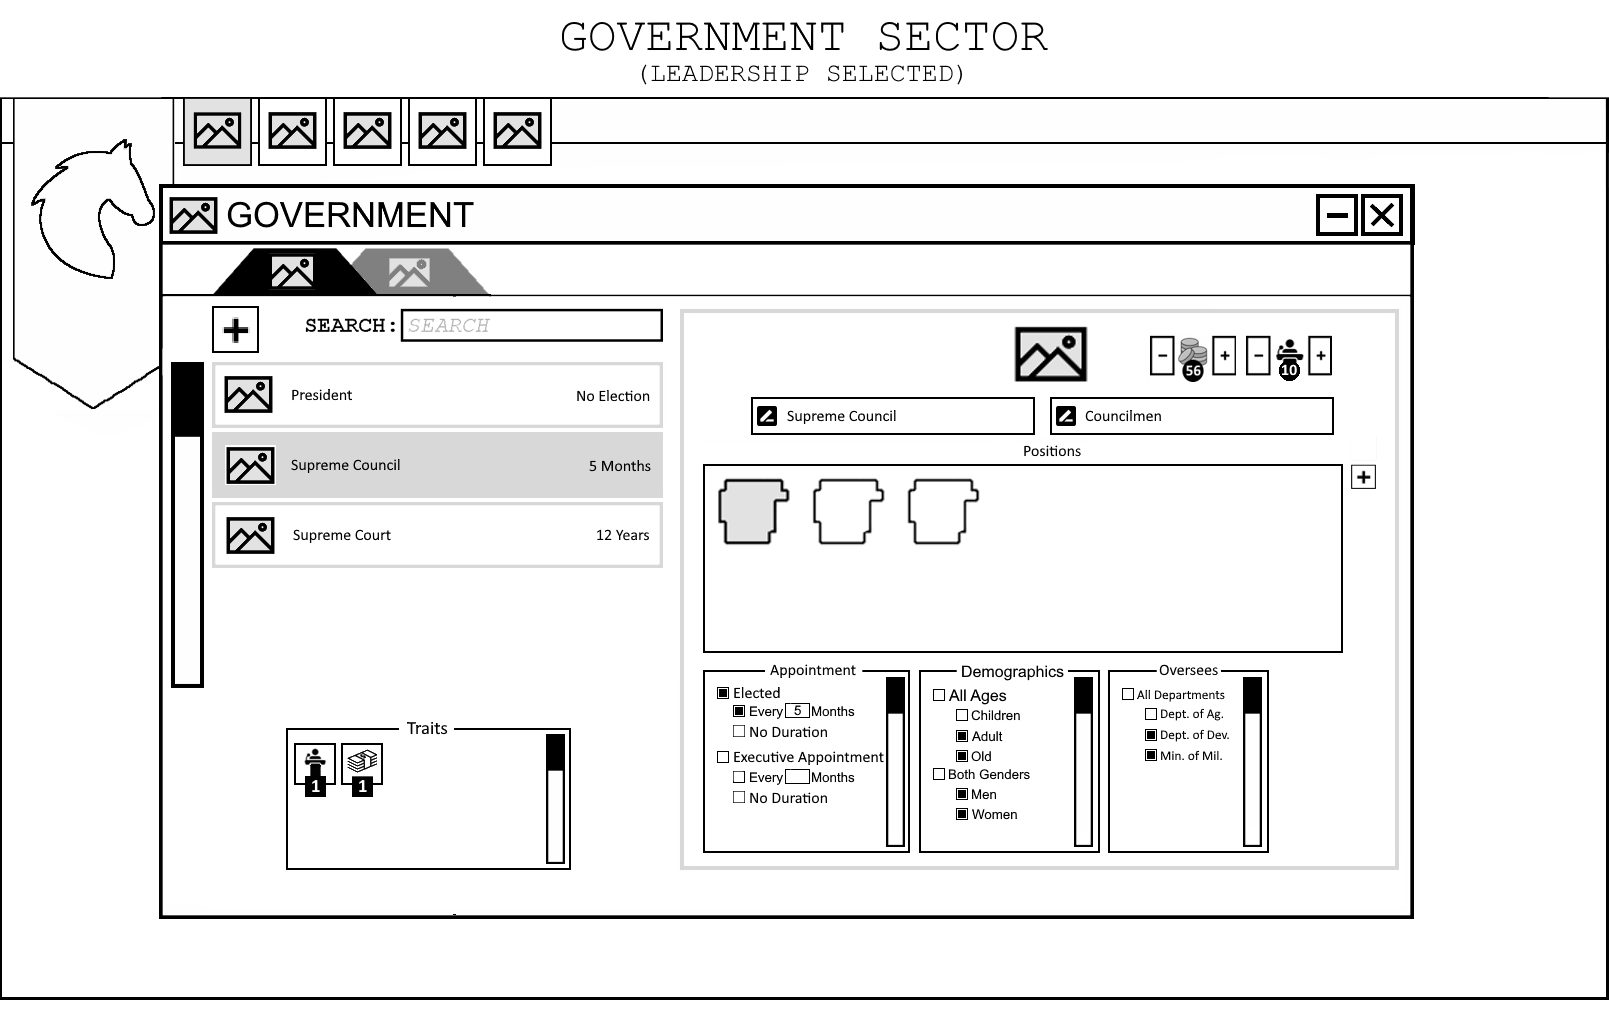 GOVERNMENT SECTOR
(LEADERSHIP SELECTED)
GOVERNMENT
SEARCH: SEARCH
President No Election
Supreme Council 5 Months
Supreme Court 12 Years
Traits
1 1
56 10
Supreme Council Councilmen
Positions
Appointment
Elected
Every 5 Months
No Duration
Executive Appointment
Every Months
No Duration
Demographics
All Ages
Children
Adult
Old
Both Genders
Men
Women
Oversees
All Departments
Dept. of Ag.
Dept. of Dev.
Min. of Mil.